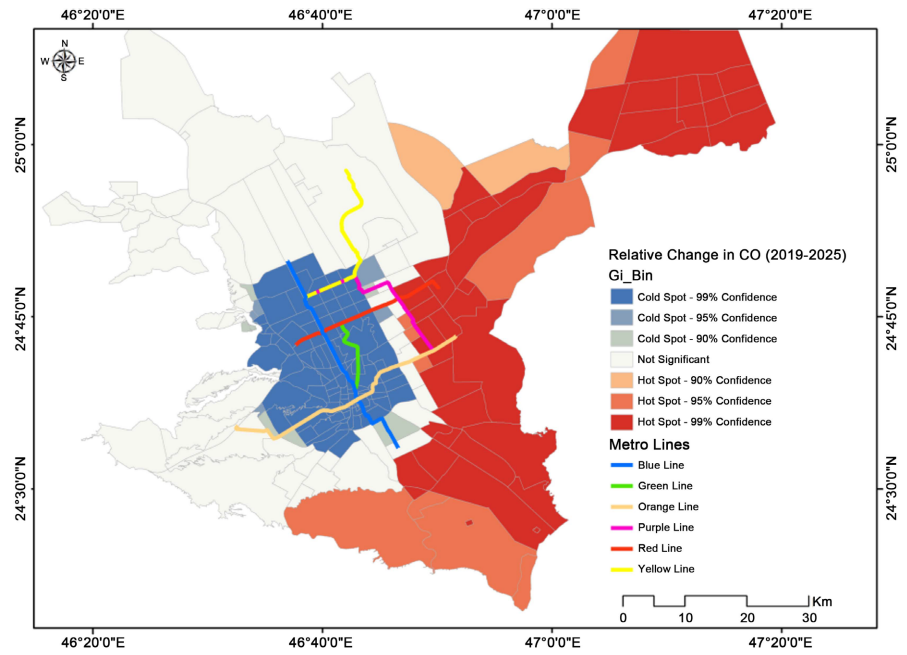 46°20'0"E 46°40'0"E 47°0'0"E 47°20'0"E
N
W E
S
25°0'0"N 25°0'0"N
24°45'0"N 24°45'0"N
24°30'0"N 24°30'0"N
Relative Change in CO (2019-2025)
Gi_Bin
Cold Spot - 99% Confidence
Cold Spot - 95% Confidence
Cold Spot - 90% Confidence
Not Significant
Hot Spot - 90% Confidence
Hot Spot - 95% Confidence
Hot Spot - 99% Confidence
Metro Lines
Blue Line
Green Line
Orange Line
Purple Line
Red Line
Yellow Line
Km
0 10 20 30
46°20'0"E 46°40'0"E 47°0'0"E 47°20'0"E